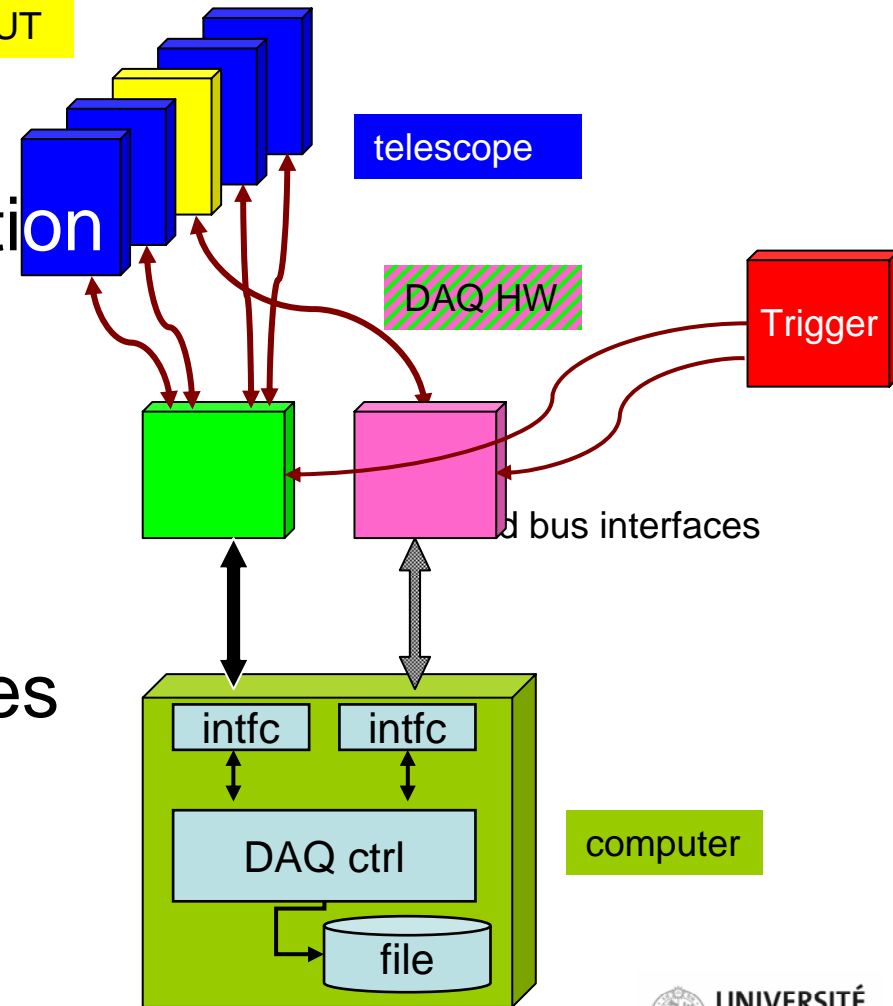 UT
telescope
tion
DAQ HW
Trigger
d bus interfaces
es
intfc intfc
DAQ ctrl
computer
file
UNIVERSITÉ